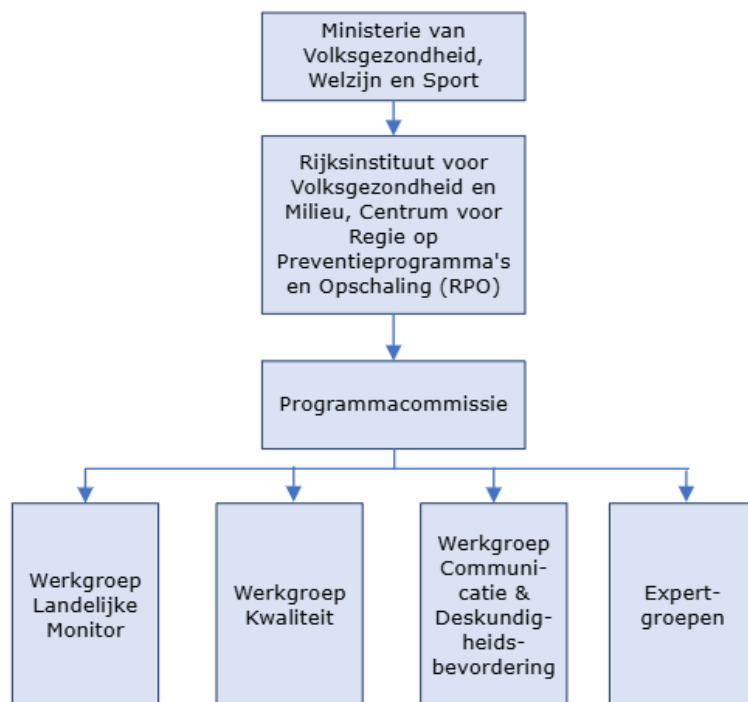 Ministerie van
Volksgezondheid,
Welzijn en Sport
Rijksinstituut voor
Volksgezondheid en
Milieu, Centrum voor
Regie op
Preventieprogramma's
en Opschaling (RPO)
Programmacommissie
Werkgroep
Landelijke
Monitor
Werkgroep
Kwaliteit
Werkgroep
Communi-
catie &
Deskundig-
heids-
bevordering
Expert-
groepen